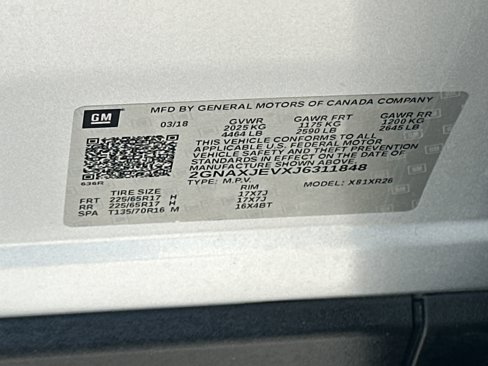 MFD BY GENERAL MOTORS OF CANADA COMPANY
GM
03/18 GVWR GAWR FRT GAWR RR
2025 KG 1175 KG 1200 KG
4464 LB 2590 LB 2645 LB
THIS VEHICLE CONFORMS TO ALL
APPLICABLE U.S. FEDERAL MOTOR
VEHICLE SAFETY AND THEFT PREVENTION
STANDARDS IN EFFECT ON THE DATE OF
MANUFACTURE SHOWN ABOVE
2GNAXJEVXJ6311848
636R TYPE: M.P.V. MODEL: X81XR26
TIRE SIZE RIM
FRT 225/65R17 H 17X7J
RR 225/65R17 H 17X7J
SPA T135/70R16 M 16X4BT